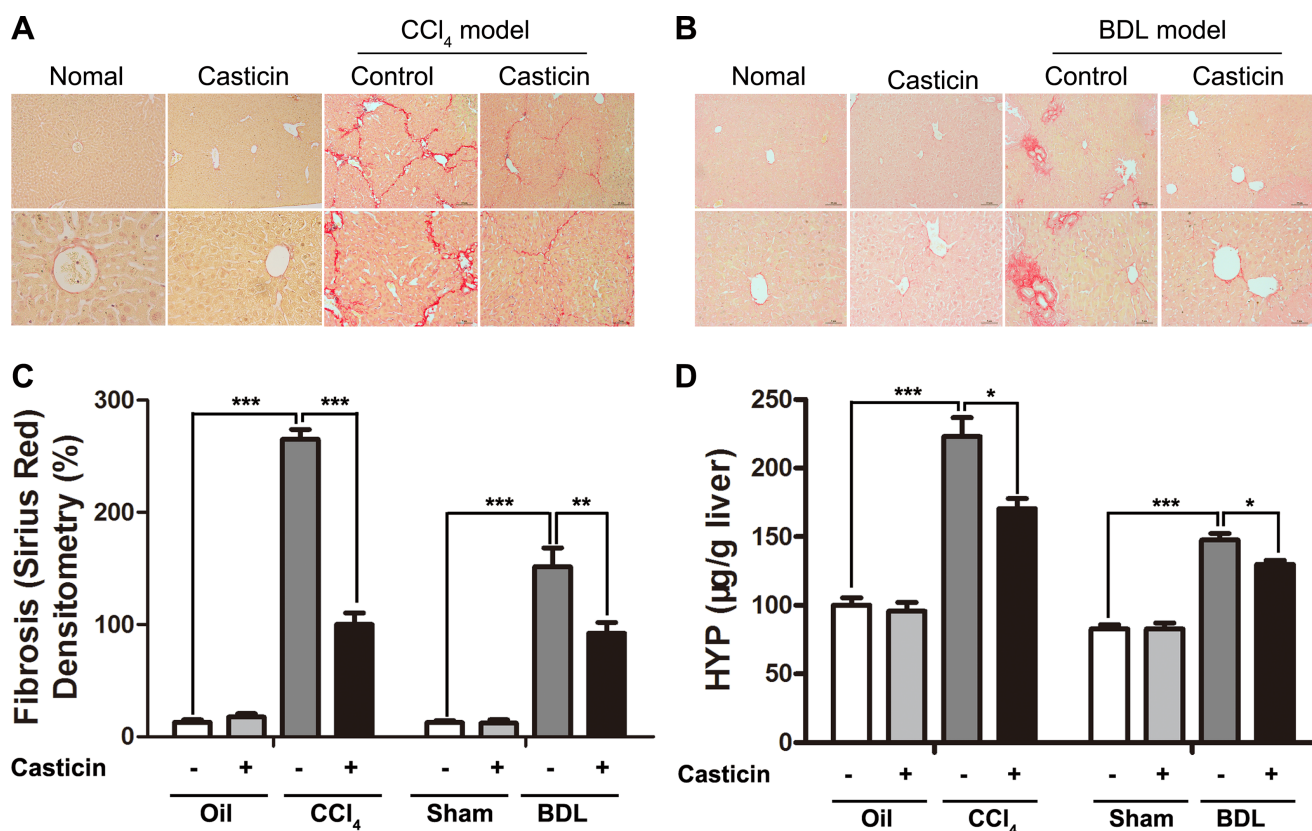 A
CCl4 model
Nomal Casticin Control Casticin
B
BDL model
Nomal Casticin Control Casticin
C
Fibrosis (Sirius Red)
Densitometry (%)
300
200
100
0
*** ***
*** **
Casticin - + - + - + - +
Oil CCl4 Sham BDL
D
HYP (µg/g liver)
250
200
150
100
50
0
*** *
*** *
Casticin - + - + - + - +
Oil CCl4 Sham BDL